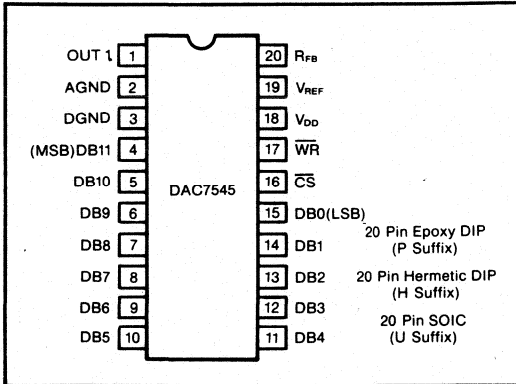 OUT 1 1 20 RFB
AGND 2 19 VREF
DGND 3 18 VDD
(MSB)DB11 4 17 WR
DB10 5 16 CS
DAC7545
DB9 6 15 DB0(LSB)
DB8 7 14 DB1
DB7 8 13 DB2
DB6 9 12 DB3
DB5 10 11 DB4
20 Pin Epoxy DIP
(P Suffix)
20 Pin Hermetic DIP
(H Suffix)
20 Pin SOIC
(U Suffix)